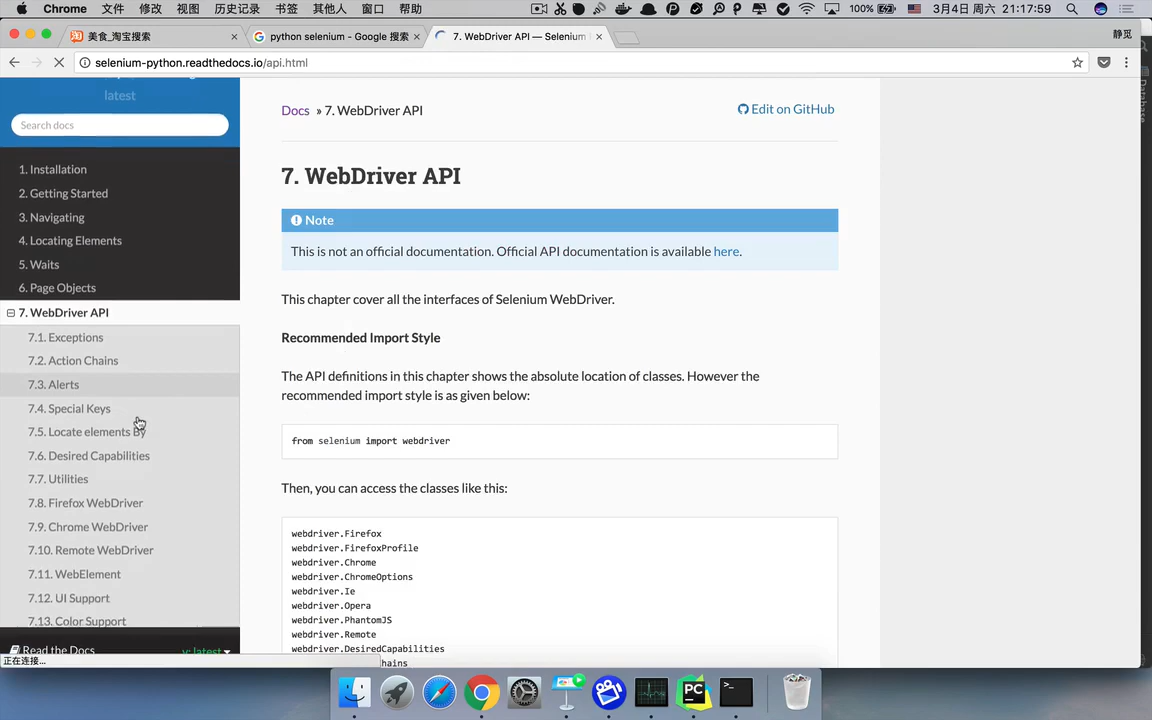 Chrome 文件 修改 视图 历史记录 书签 其他人 窗口 帮助 100% 3月4日 周六 21:17:59
美食_淘宝搜索 python selenium - Google 搜索 7. WebDriver API — Selenium 静觅
selenium-python.readthedocs.io/api.html
latest
Search docs
1. Installation
2. Getting Started
3. Navigating
4. Locating Elements
5. Waits
6. Page Objects
7. WebDriver API
7.1. Exceptions
7.2. Action Chains
7.3. Alerts
7.4. Special Keys
7.5. Locate elements By
7.6. Desired Capabilities
7.7. Utilities
7.8. Firefox WebDriver
7.9. Chrome WebDriver
7.10. Remote WebDriver
7.11. WebElement
7.12. UI Support
7.13. Color Support
Read the Docs v: latest
正在连接...
Docs » 7. WebDriver API Edit on GitHub
7. WebDriver API
Note
This is not an official documentation. Official API documentation is available here.
This chapter cover all the interfaces of Selenium WebDriver.
Recommended Import Style
The API definitions in this chapter shows the absolute location of classes. However the
recommended import style is as given below:
from selenium import webdriver
Then, you can access the classes like this:
webdriver.Firefox
webdriver.FirefoxProfile
webdriver.Chrome
webdriver.ChromeOptions
webdriver.Ie
webdriver.Opera
webdriver.PhantomJS
webdriver.Remote
webdriver.DesiredCapabilities
hains
Database
PC